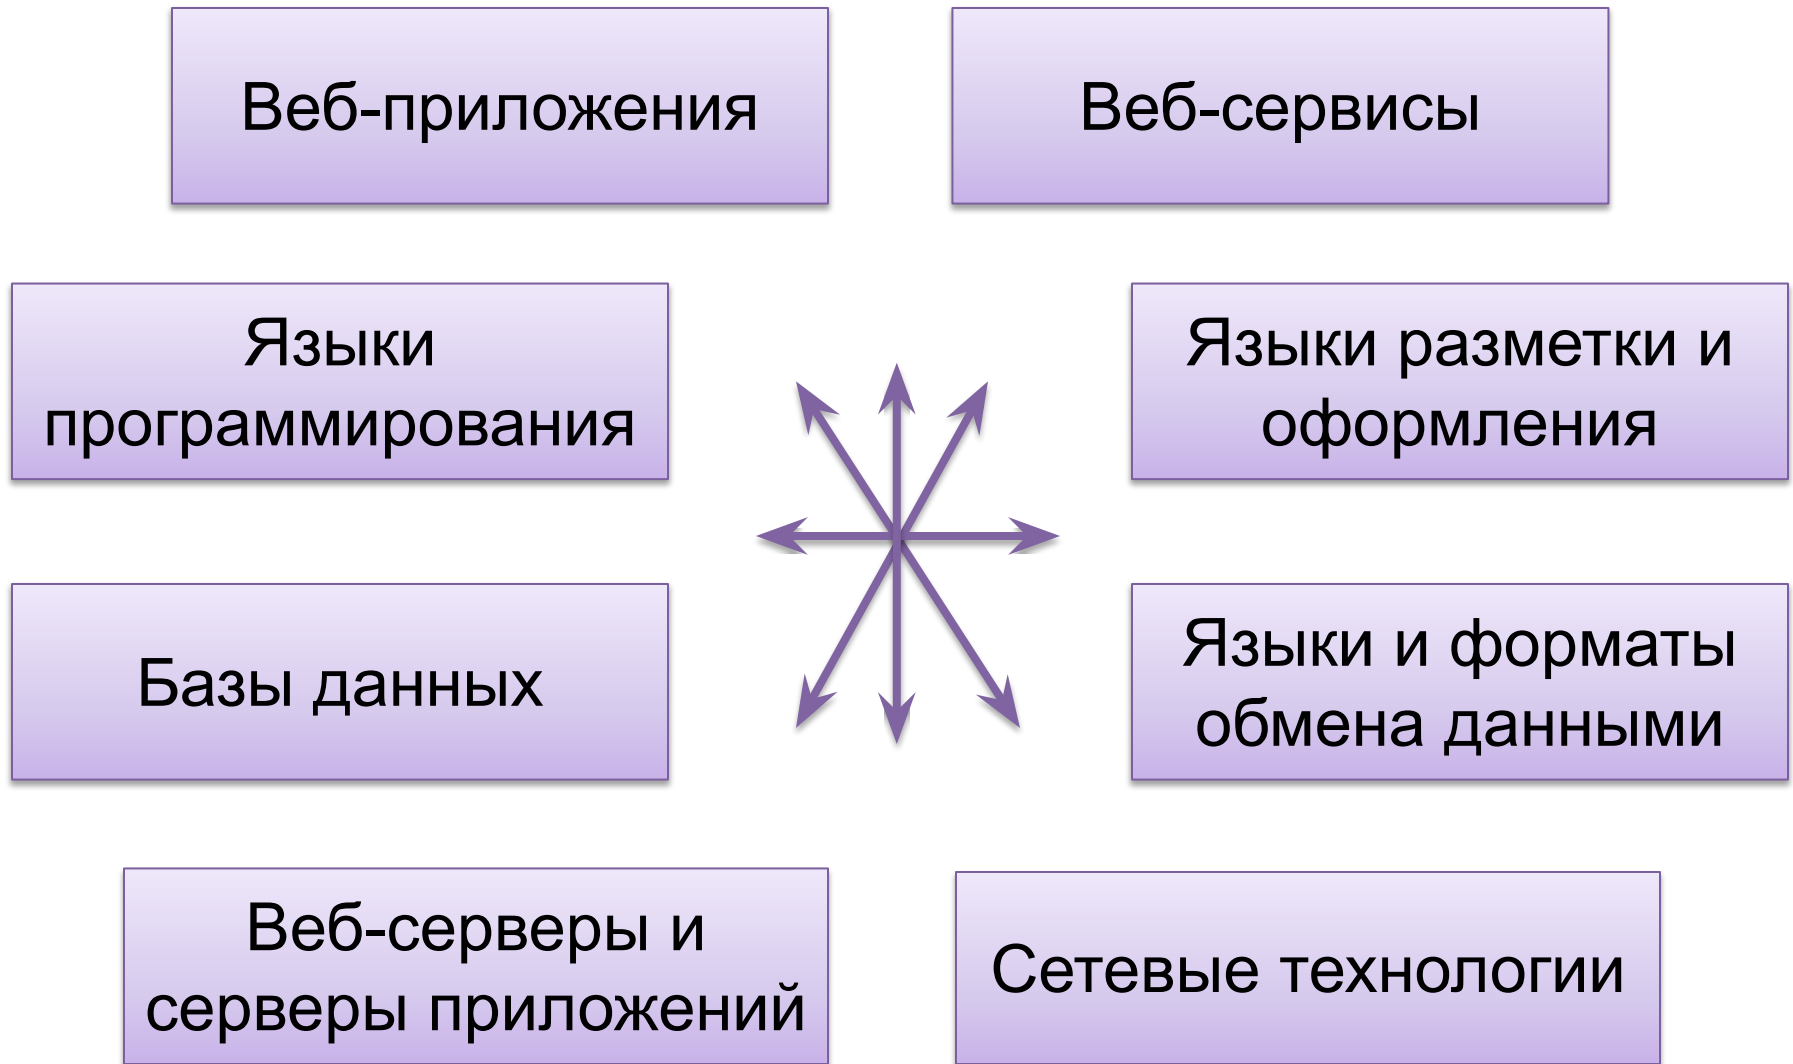 Веб-приложения
Веб-сервисы
Языки
программирования
Языки разметки и
оформления
Базы данных
Языки и форматы
обмена данными
Веб-серверы и
серверы приложений
Сетевые технологии